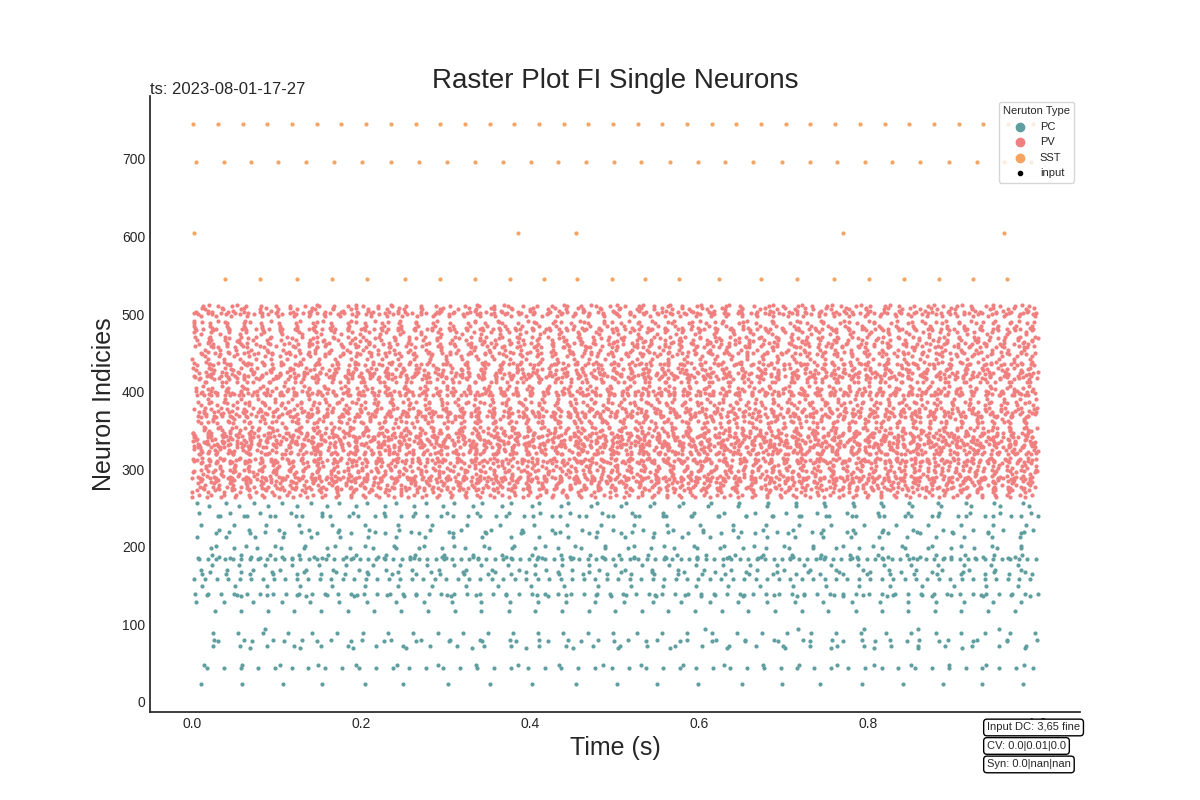 Raster Plot FI Single Neurons
ts: 2023-08-01-17-27
Neruton Type
PC
PV
SST
input
Neuron Indicies
700
600
500
400
300
200
100
0
0.0
0.2
0.4
0.6
0.8
Time (s)
Input DC: 3,65 fine
CV: 0.0|0.01|0.0
Syn: 0.0|nan|nan